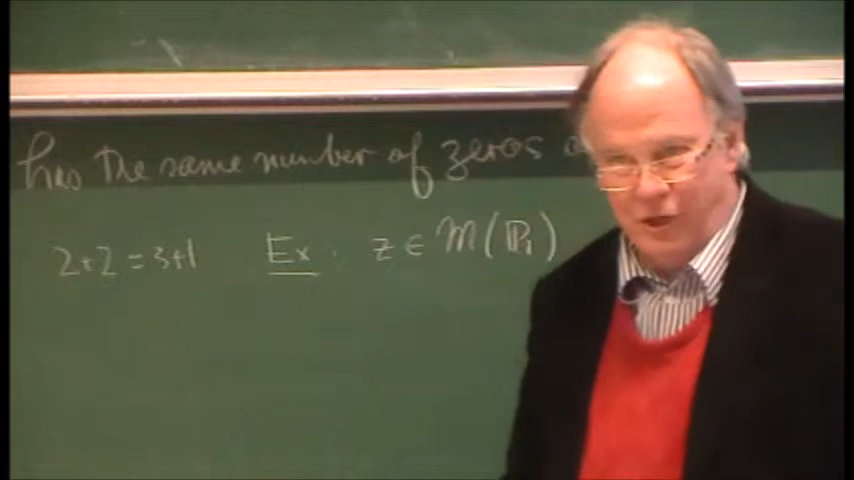 has the same number of zeros
2+2=3+1 Ex: z ∈ M(P₁)